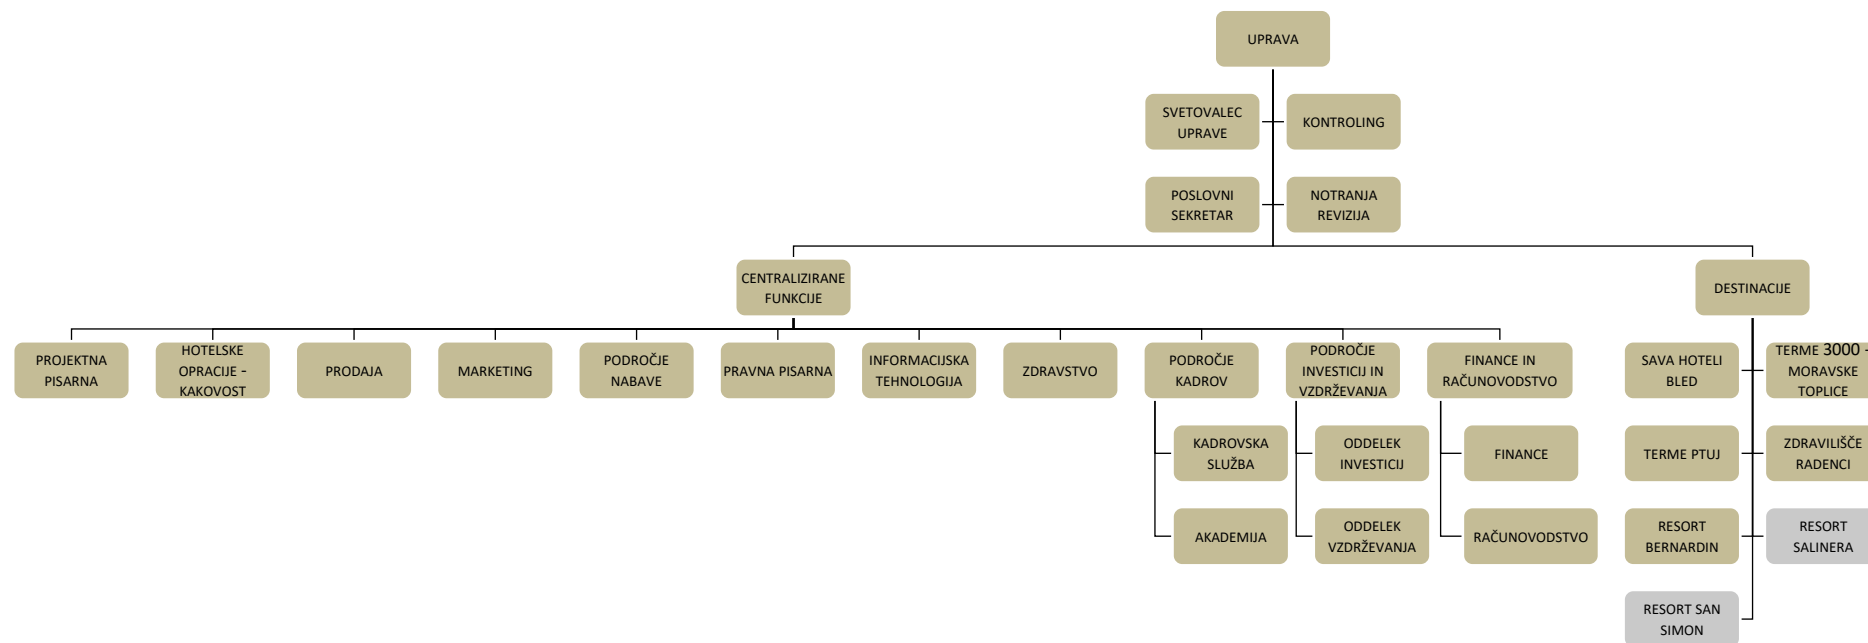 UPRAVA
SVETOVALEC
UPRAVE
KONTROLING
POSLOVNI
SEKRETAR
NOTRANJA
REVIZIJA
CENTRALIZIRANE
FUNKCIJE
DESTINACIJE
PROJEKTNA
PISARNA
HOTELSKE
OPRACIJE -
KAKOVOST
PRODAJA
MARKETING
PODROČJE
NABAVE
PRAVNA PISARNA
INFORMACIJSKA
TEHNOLOGIJA
ZDRAVSTVO
PODROČJE
KADROV
PODROČJE
INVESTICIJ IN
VZDRŽEVANJA
FINANCE IN
RAČUNOVODSTVO
SAVA HOTELI
BLED
TERME 3000 -
MORAVSKE
TOPLICE
KADROVSKA
SLUŽBA
ODDELEK
INVESTICIJ
FINANCE
TERME PTUJ
ZDRAVILIŠČE
RADENCI
AKADEMIJA
ODDELEK
VZDRŽEVANJA
RAČUNOVODSTVO
RESORT
BERNARDIN
RESORT
SALINERA
RESORT SAN
SIMON